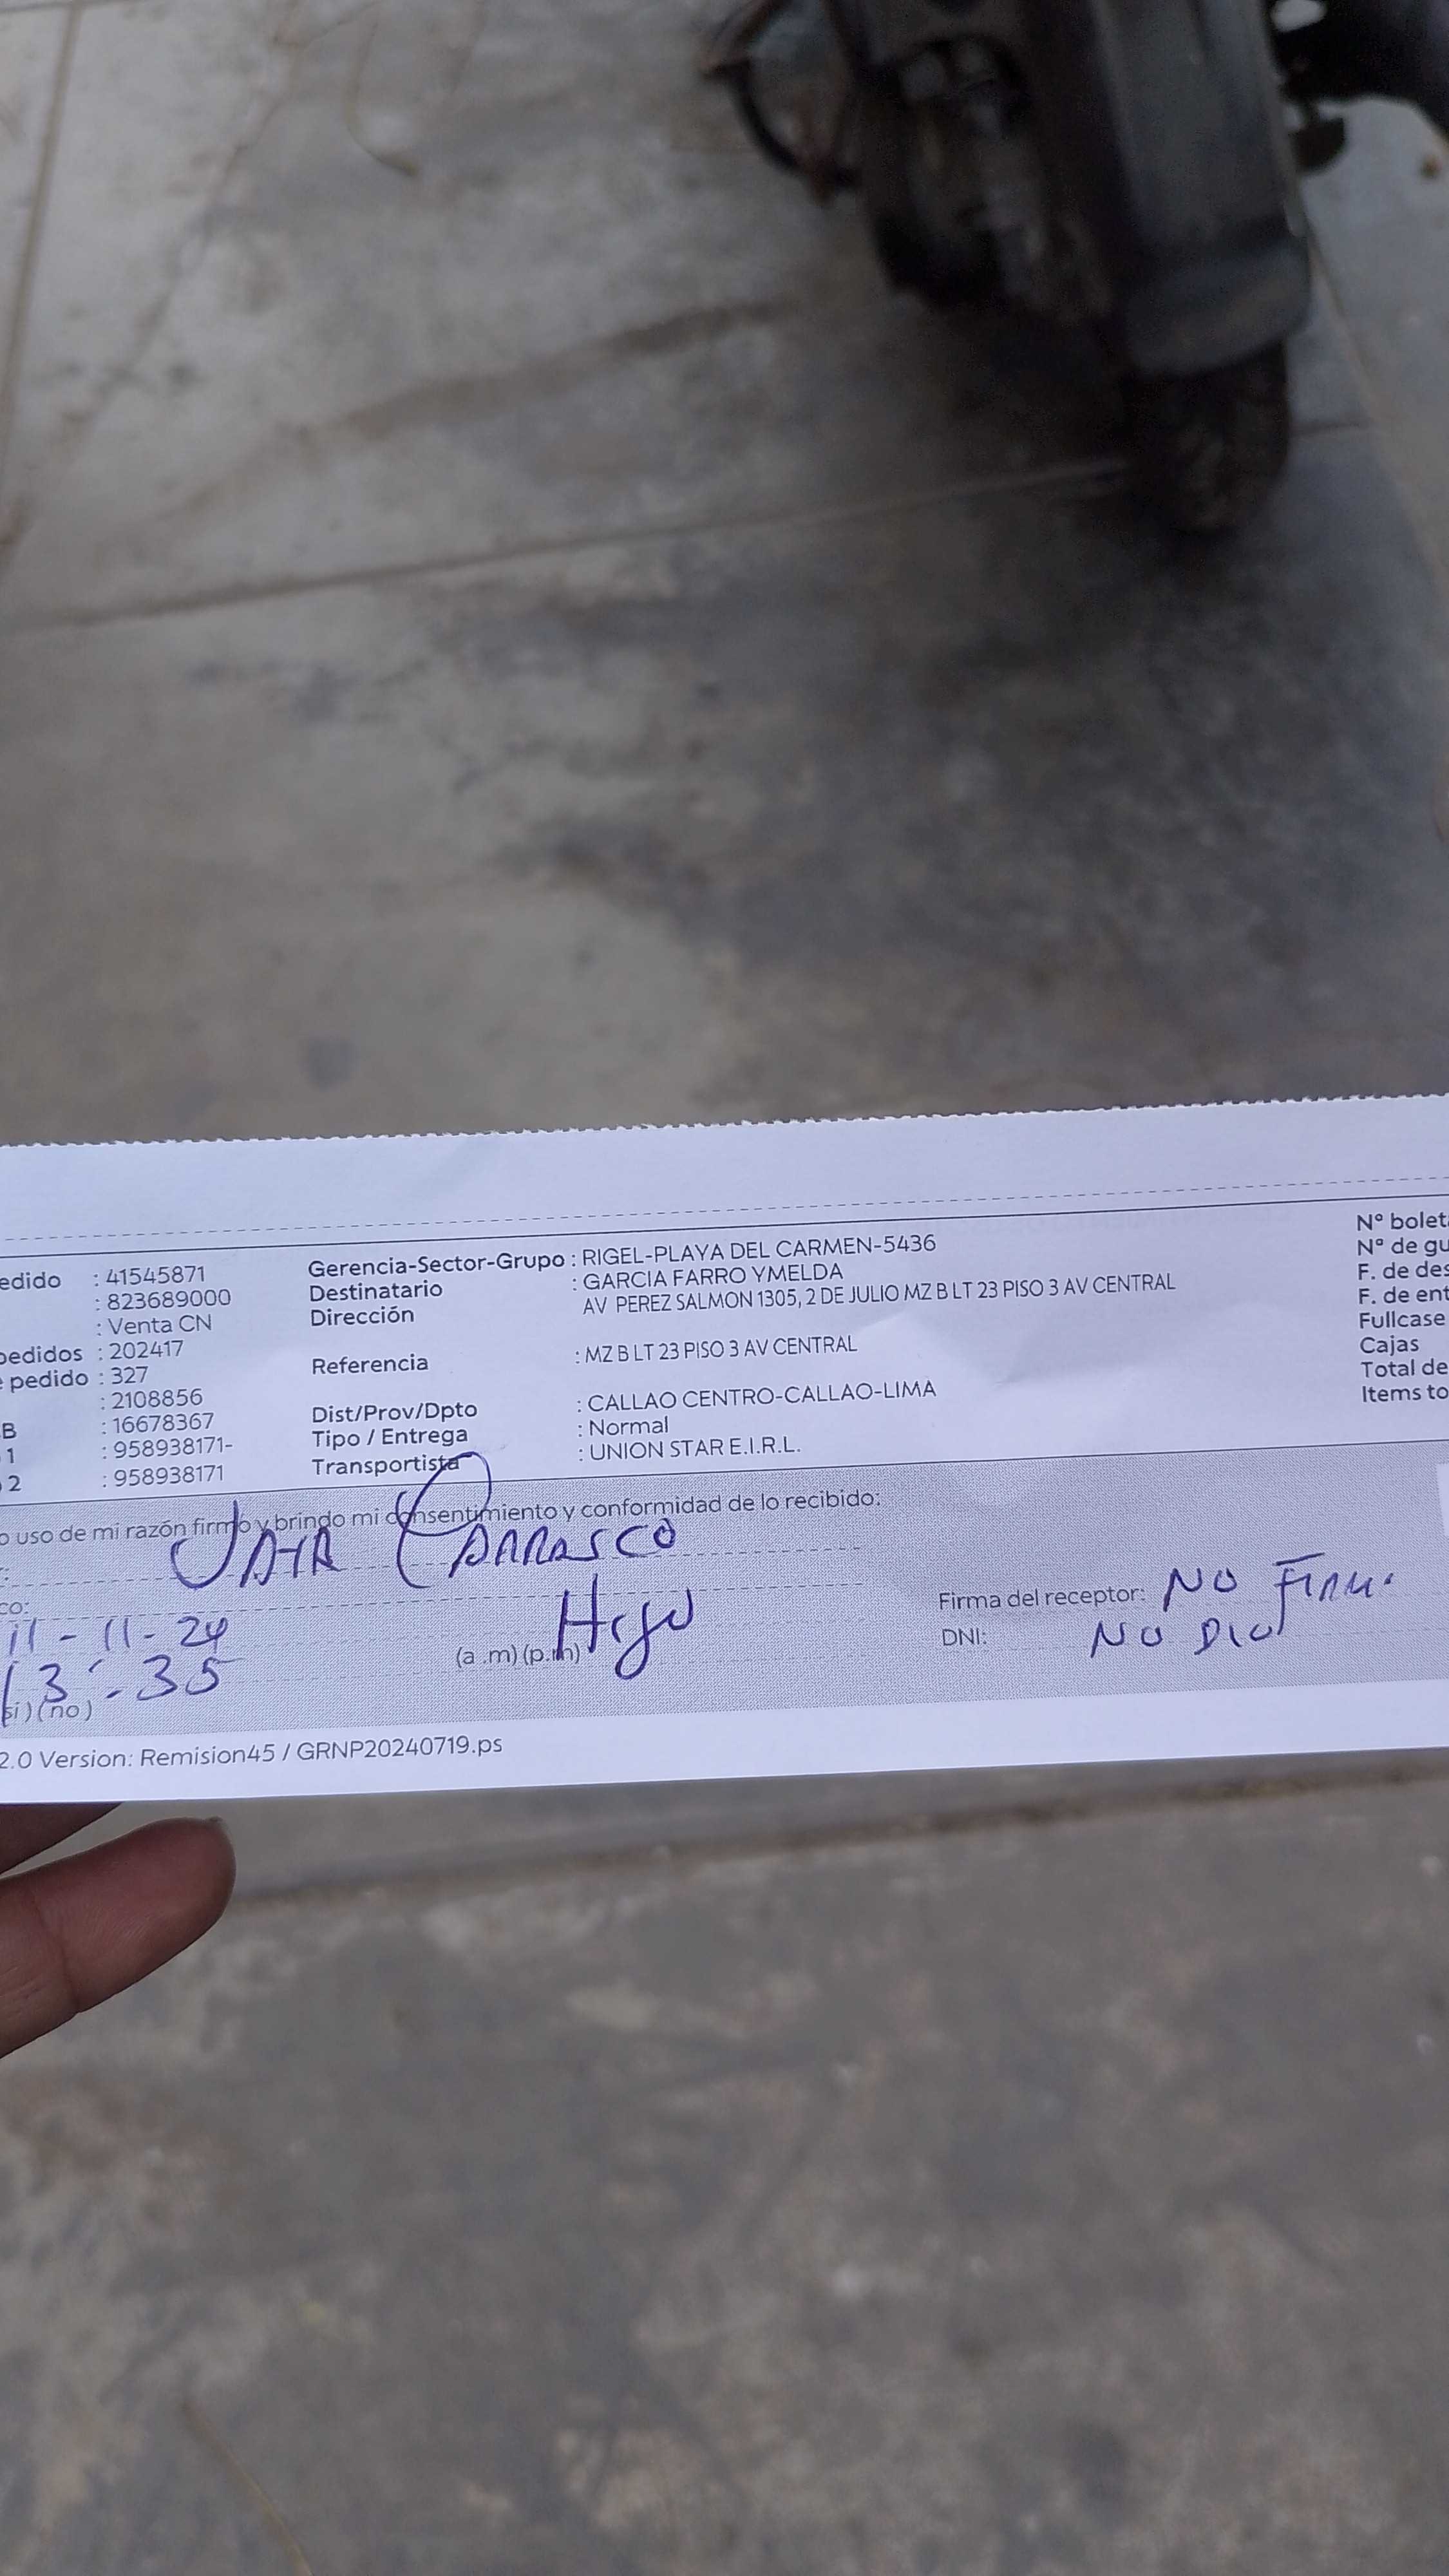 edido : 41545871
: 823689000
: Venta CN
pedidos : 202417
pedido : 327
: 2108856
B : 16678367
1 : 958938171-
2 : 958938171
Gerencia-Sector-Grupo : RIGEL-PLAYA DEL CARMEN-5436
Destinatario : GARCIA FARRO YMELDA
Dirección AV PEREZ SALMON 1305, 2 DE JULIO MZ B LT 23 PISO 3 AV CENTRAL
Referencia : MZ B LT 23 PISO 3 AV CENTRAL
Dist/Prov/Dpto : CALLAO CENTRO-CALLAO-LIMA
Tipo / Entrega : Normal
Transportista : UNION STAR E.I.R.L.
Nº bolet
Nº de gu
F. de des
F. de ent
Fullcase
Cajas
Total de
Items to
o uso de mi razón firmo y brindo mi consentimiento y conformidad de lo recibido:
JAIR CARRASCO
co: Hijo
11-11-24
13:35 (a .m) (p.m)
si) (no)
Firma del receptor: NO FIRM.
DNI: NO DIO
2.0 Version: Remision45 / GRNP20240719.ps